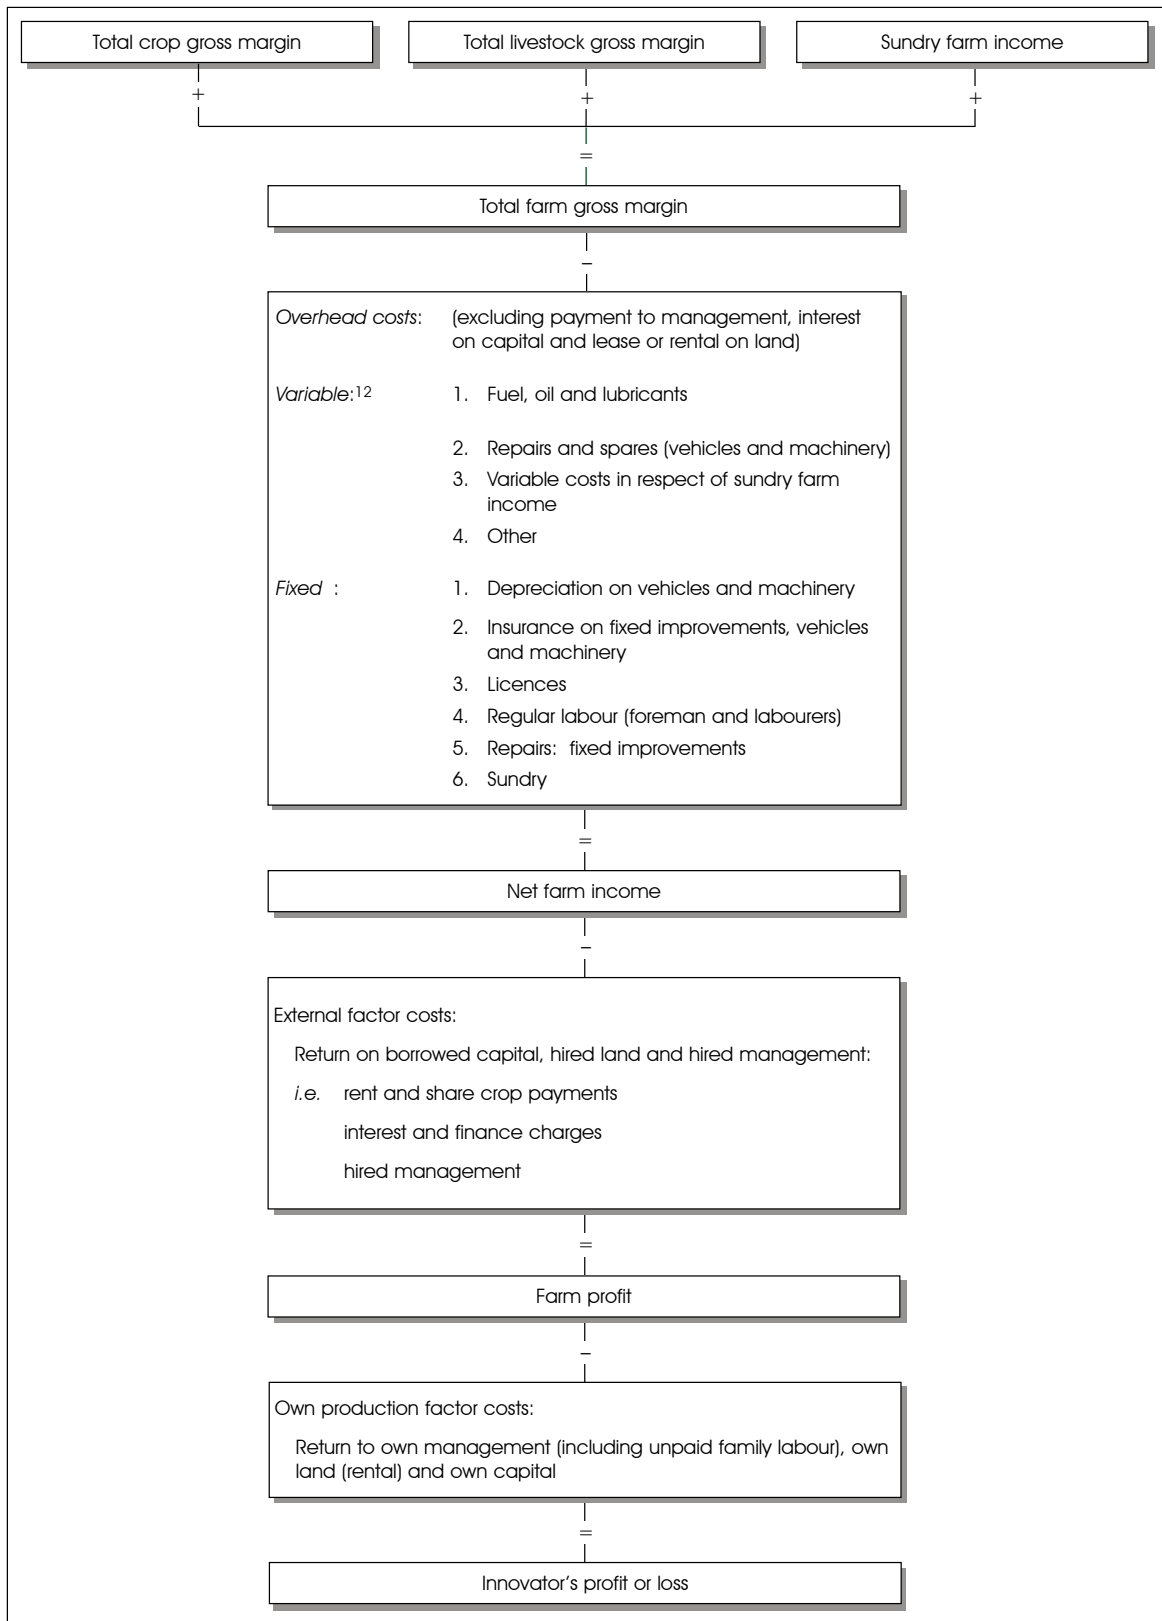 Total crop gross margin
Total livestock gross margin
Sundry farm income
+
+
+
=
Total farm gross margin
–
Overhead costs: (excluding payment to management, interest
on capital and lease or rental on land)
Variable:12 1. Fuel, oil and lubricants
2. Repairs and spares (vehicles and machinery)
3. Variable costs in respect of sundry farm
income
4. Other
Fixed : 1. Depreciation on vehicles and machinery
2. Insurance on fixed improvements, vehicles
and machinery
3. Licences
4. Regular labour (foreman and labourers)
5. Repairs: fixed improvements
6. Sundry
=
Net farm income
–
External factor costs:
Return on borrowed capital, hired land and hired management:
i.e. rent and share crop payments
interest and finance charges
hired management
=
Farm profit
–
Own production factor costs:
Return to own management (including unpaid family labour), own
land (rental) and own capital
=
Innovator's profit or loss